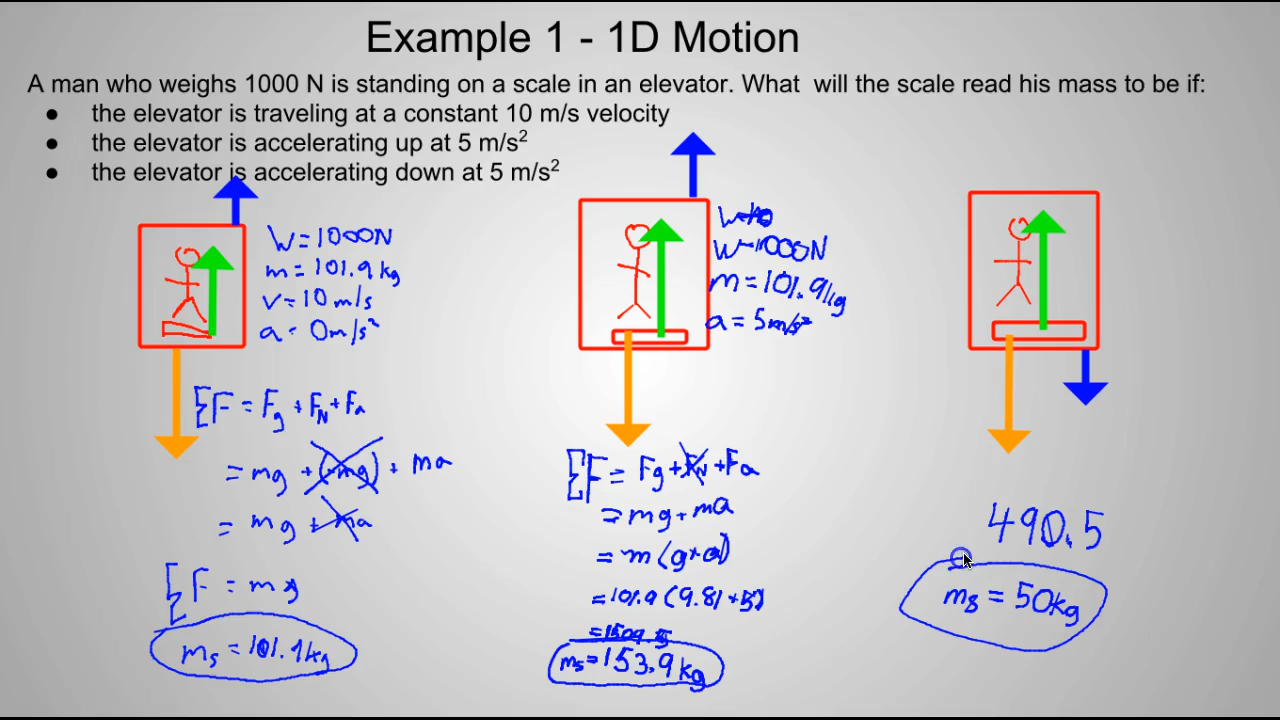 Example 1 - 1D Motion
A man who weighs 1000 N is standing on a scale in an elevator. What will the scale read his mass to be if:
● the elevator is traveling at a constant 10 m/s velocity
● the elevator is accelerating up at 5 m/s²
● the elevator is accelerating down at 5 m/s²
W=1000N
m=101.9kg
v=10m/s
a=0m/s²
ΣF=Fg+FN+Fa
=mg+(-mg)+ma
=mg+ma
ΣF=mg
ms=101.9kg
W=1000N
m=101.9kg
a=5m/s²
ΣF=Fg+FN+Fa
=mg+ma
=m(g+a)
=101.9(9.81+5)
=1509.5
ms=153.9kg
490.5
ms=50kg